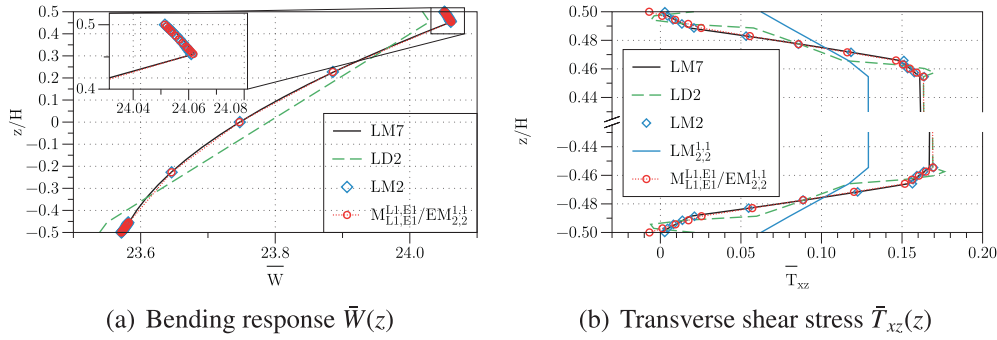 0.5
0.4
0.3
0.2
0.1
0
−0.1
−0.2
−0.3
−0.4
−0.5
z/H
0.5
0.4
24.04 24.06 24.08
LM7
LD2
LM2
M^{L1,E1}_{L1,E1}/EM^{1,1}_{2,2}
23.6 23.8 24.0
W̅
(a) Bending response W̄(z)
0.50
0.48
0.46
0.44
−0.44
−0.46
−0.48
−0.50
z/H
LM7
LD2
LM2
LM^{1,1}_{2,2}
M^{L1,E1}_{L1,E1}/EM^{1,1}_{2,2}
0 0.05 0.10 0.15 0.20
T̅_{xz}
(b) Transverse shear stress T̄_{xz}(z)